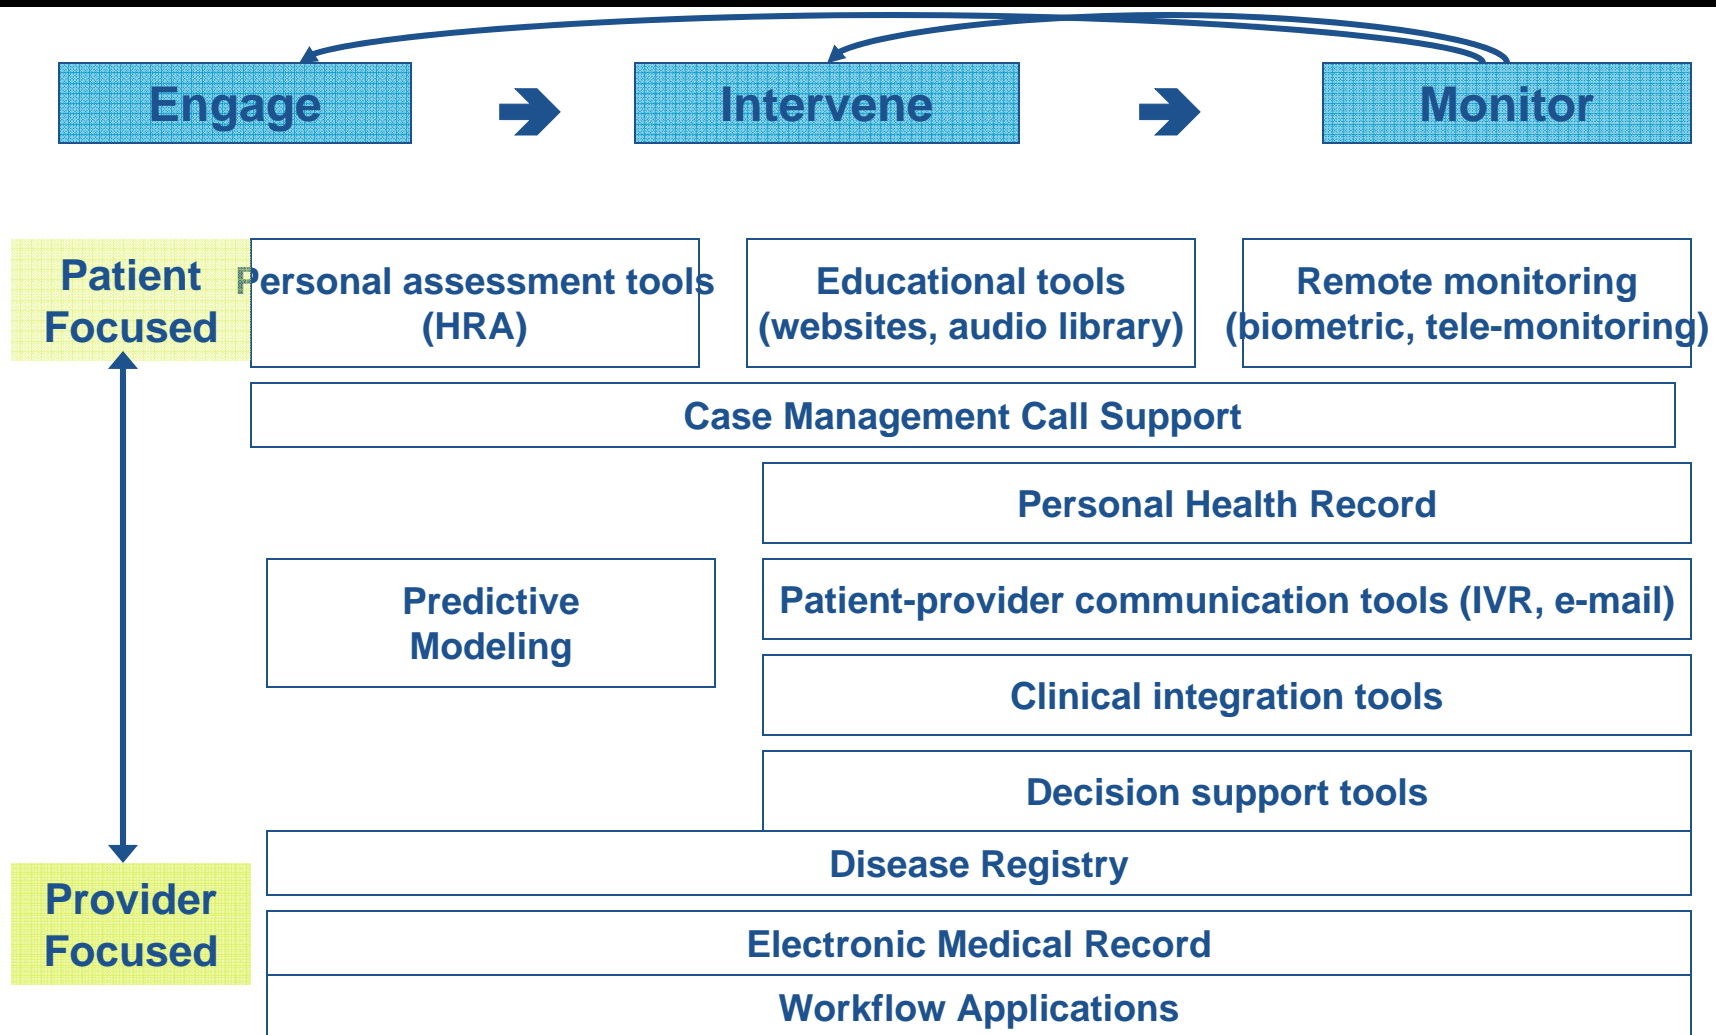 Engage
Intervene
Monitor
Patient
Focused
Personal assessment tools
(HRA)
Educational tools
(websites, audio library)
Remote monitoring
(biometric, tele-monitoring)
Case Management Call Support
Personal Health Record
Predictive
Modeling
Patient-provider communication tools (IVR, e-mail)
Clinical integration tools
Decision support tools
Disease Registry
Provider
Focused
Electronic Medical Record
Workflow Applications